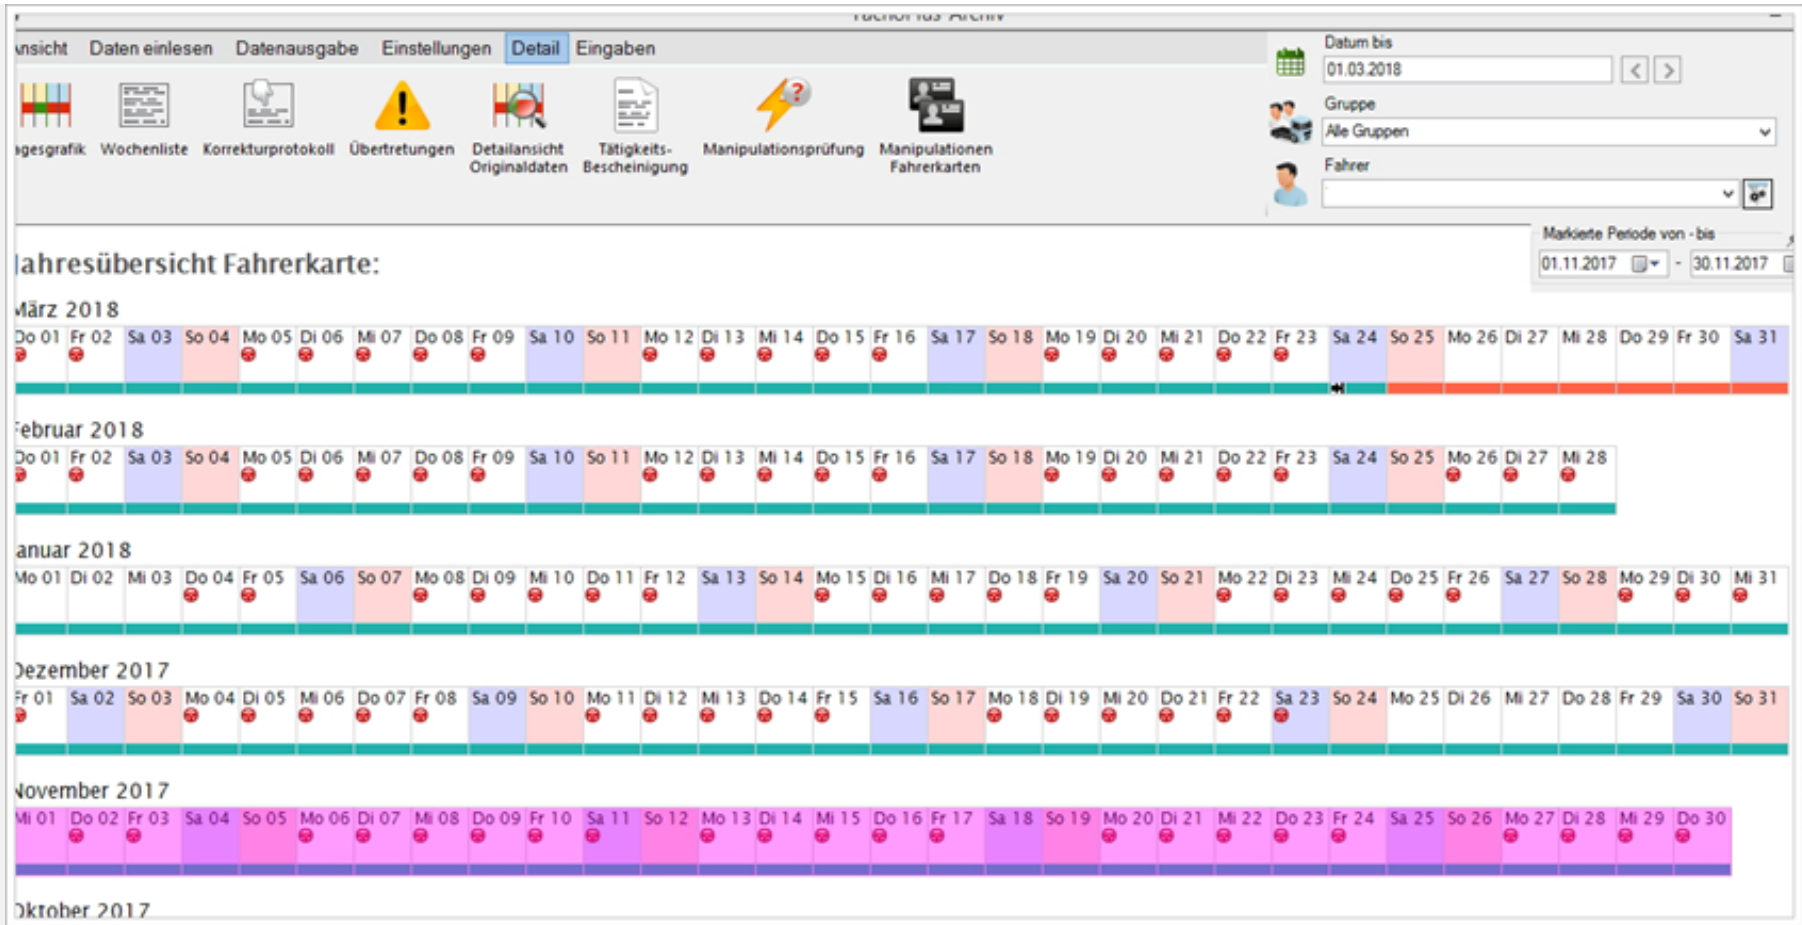 TachoPlus-Archiv
Ansicht Daten einlesen Datenausgabe Einstellungen Detail Eingaben
Datum bis
01.03.2018
Gruppe
Alle Gruppen
Fahrer
agesgrafik Wochenliste Korrekturprotokoll Übertretungen Detailansicht Originaldaten Tätigkeits-Bescheinigung Manipulationsprüfung Manipulationen Fahrerkarten
Markierte Periode von - bis
01.11.2017 - 30.11.2017
Jahresübersicht Fahrerkarte:
März 2018
Do 01 Fr 02 Sa 03 So 04 Mo 05 Di 06 Mi 07 Do 08 Fr 09 Sa 10 So 11 Mo 12 Di 13 Mi 14 Do 15 Fr 16 Sa 17 So 18 Mo 19 Di 20 Mi 21 Do 22 Fr 23 Sa 24 So 25 Mo 26 Di 27 Mi 28 Do 29 Fr 30 Sa 31
Februar 2018
Do 01 Fr 02 Sa 03 So 04 Mo 05 Di 06 Mi 07 Do 08 Fr 09 Sa 10 So 11 Mo 12 Di 13 Mi 14 Do 15 Fr 16 Sa 17 So 18 Mo 19 Di 20 Mi 21 Do 22 Fr 23 Sa 24 So 25 Mo 26 Di 27 Mi 28
Januar 2018
Mo 01 Di 02 Mi 03 Do 04 Fr 05 Sa 06 So 07 Mo 08 Di 09 Mi 10 Do 11 Fr 12 Sa 13 So 14 Mo 15 Di 16 Mi 17 Do 18 Fr 19 Sa 20 So 21 Mo 22 Di 23 Mi 24 Do 25 Fr 26 Sa 27 So 28 Mo 29 Di 30 Mi 31
Dezember 2017
Fr 01 Sa 02 So 03 Mo 04 Di 05 Mi 06 Do 07 Fr 08 Sa 09 So 10 Mo 11 Di 12 Mi 13 Do 14 Fr 15 Sa 16 So 17 Mo 18 Di 19 Mi 20 Do 21 Fr 22 Sa 23 So 24 Mo 25 Di 26 Mi 27 Do 28 Fr 29 Sa 30 So 31
November 2017
Mi 01 Do 02 Fr 03 Sa 04 So 05 Mo 06 Di 07 Mi 08 Do 09 Fr 10 Sa 11 So 12 Mo 13 Di 14 Mi 15 Do 16 Fr 17 Sa 18 So 19 Mo 20 Di 21 Mi 22 Do 23 Fr 24 Sa 25 So 26 Mo 27 Di 28 Mi 29 Do 30
Oktober 2017